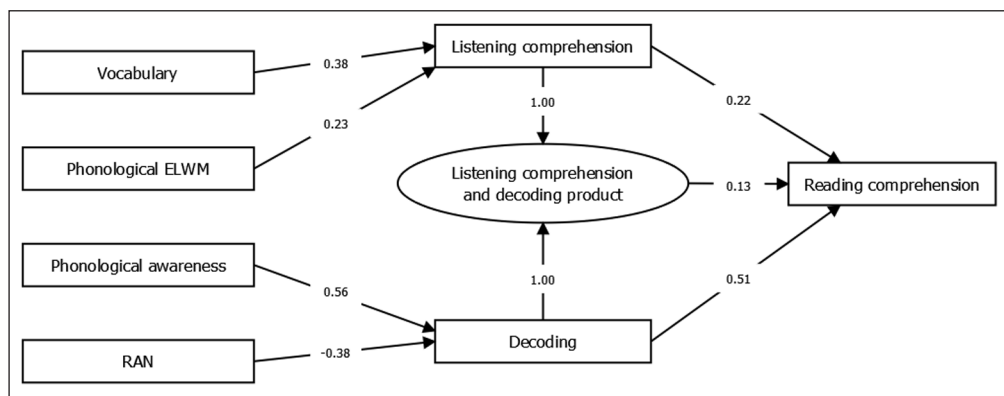 Listening comprehension
Vocabulary
0.38
1.00
0.22
0.23
Phonological ELWM
Listening comprehension
and decoding product
0.13
Reading comprehension
Phonological awareness
0.56
1.00
0.51
Decoding
RAN
-0.38